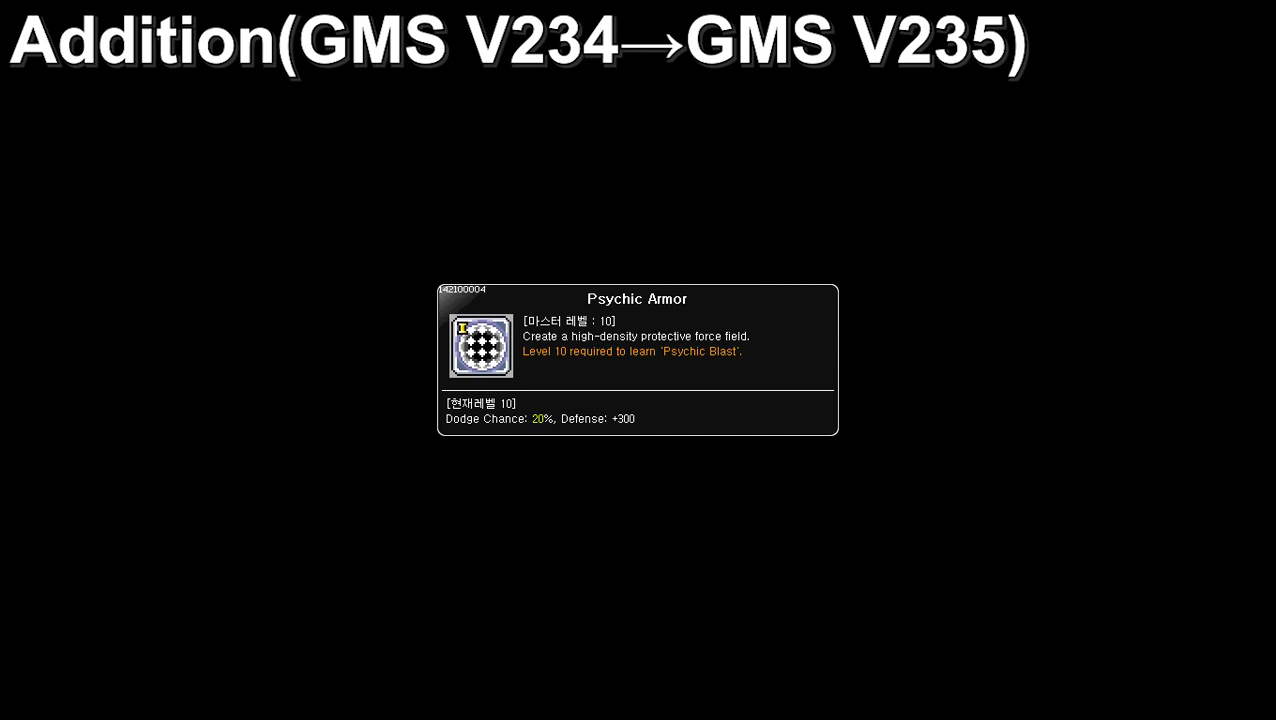 Addition(GMS V234→GMS V235)
142100004
Psychic Armor
[마스터 레벨 : 10]
Create a high-density protective force field.
Level 10 required to learn 'Psychic Blast'.
[현재레벨 10]
Dodge Chance: 20%, Defense: +300